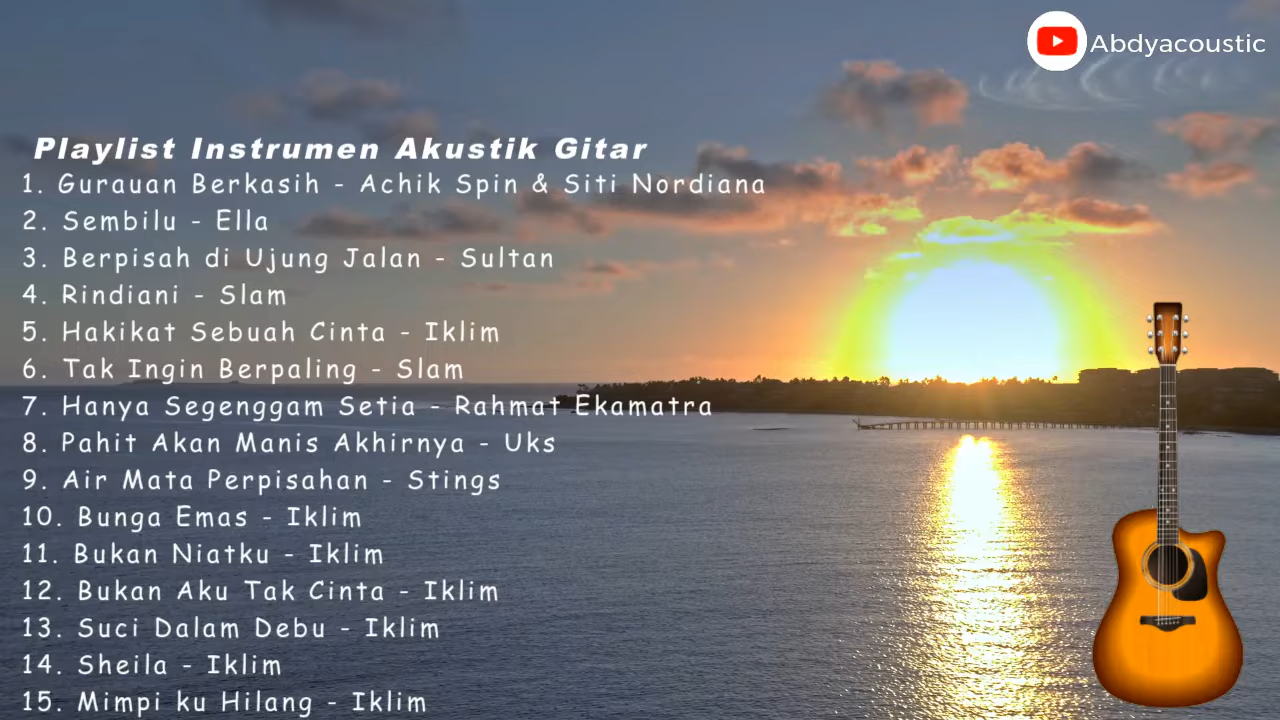 Abdyacoustic
Playlist Instrumen Akustik Gitar
1. Gurauan Berkasih - Achik Spin & Siti Nordiana
2. Sembilu - Ella
3. Berpisah di Ujung Jalan - Sultan
4. Rindiani - Slam
5. Hakikat Sebuah Cinta - Iklim
6. Tak Ingin Berpaling - Slam
7. Hanya Segenggam Setia - Rahmat Ekamatra
8. Pahit Akan Manis Akhirnya - Uks
9. Air Mata Perpisahan - Stings
10. Bunga Emas - Iklim
11. Bukan Niatku - Iklim
12. Bukan Aku Tak Cinta - Iklim
13. Suci Dalam Debu - Iklim
14. Sheila - Iklim
15. Mimpi ku Hilang - Iklim